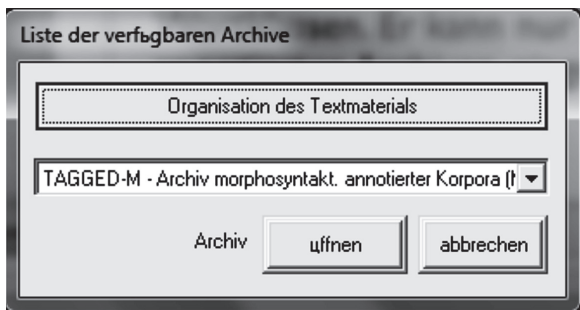 Liste der verfьgbaren Archive
Organisation des Textmaterials
TAGGED-M - Archiv morphosyntakt. annotierter Korpora (M
Archiv
цffnen
abbrechen